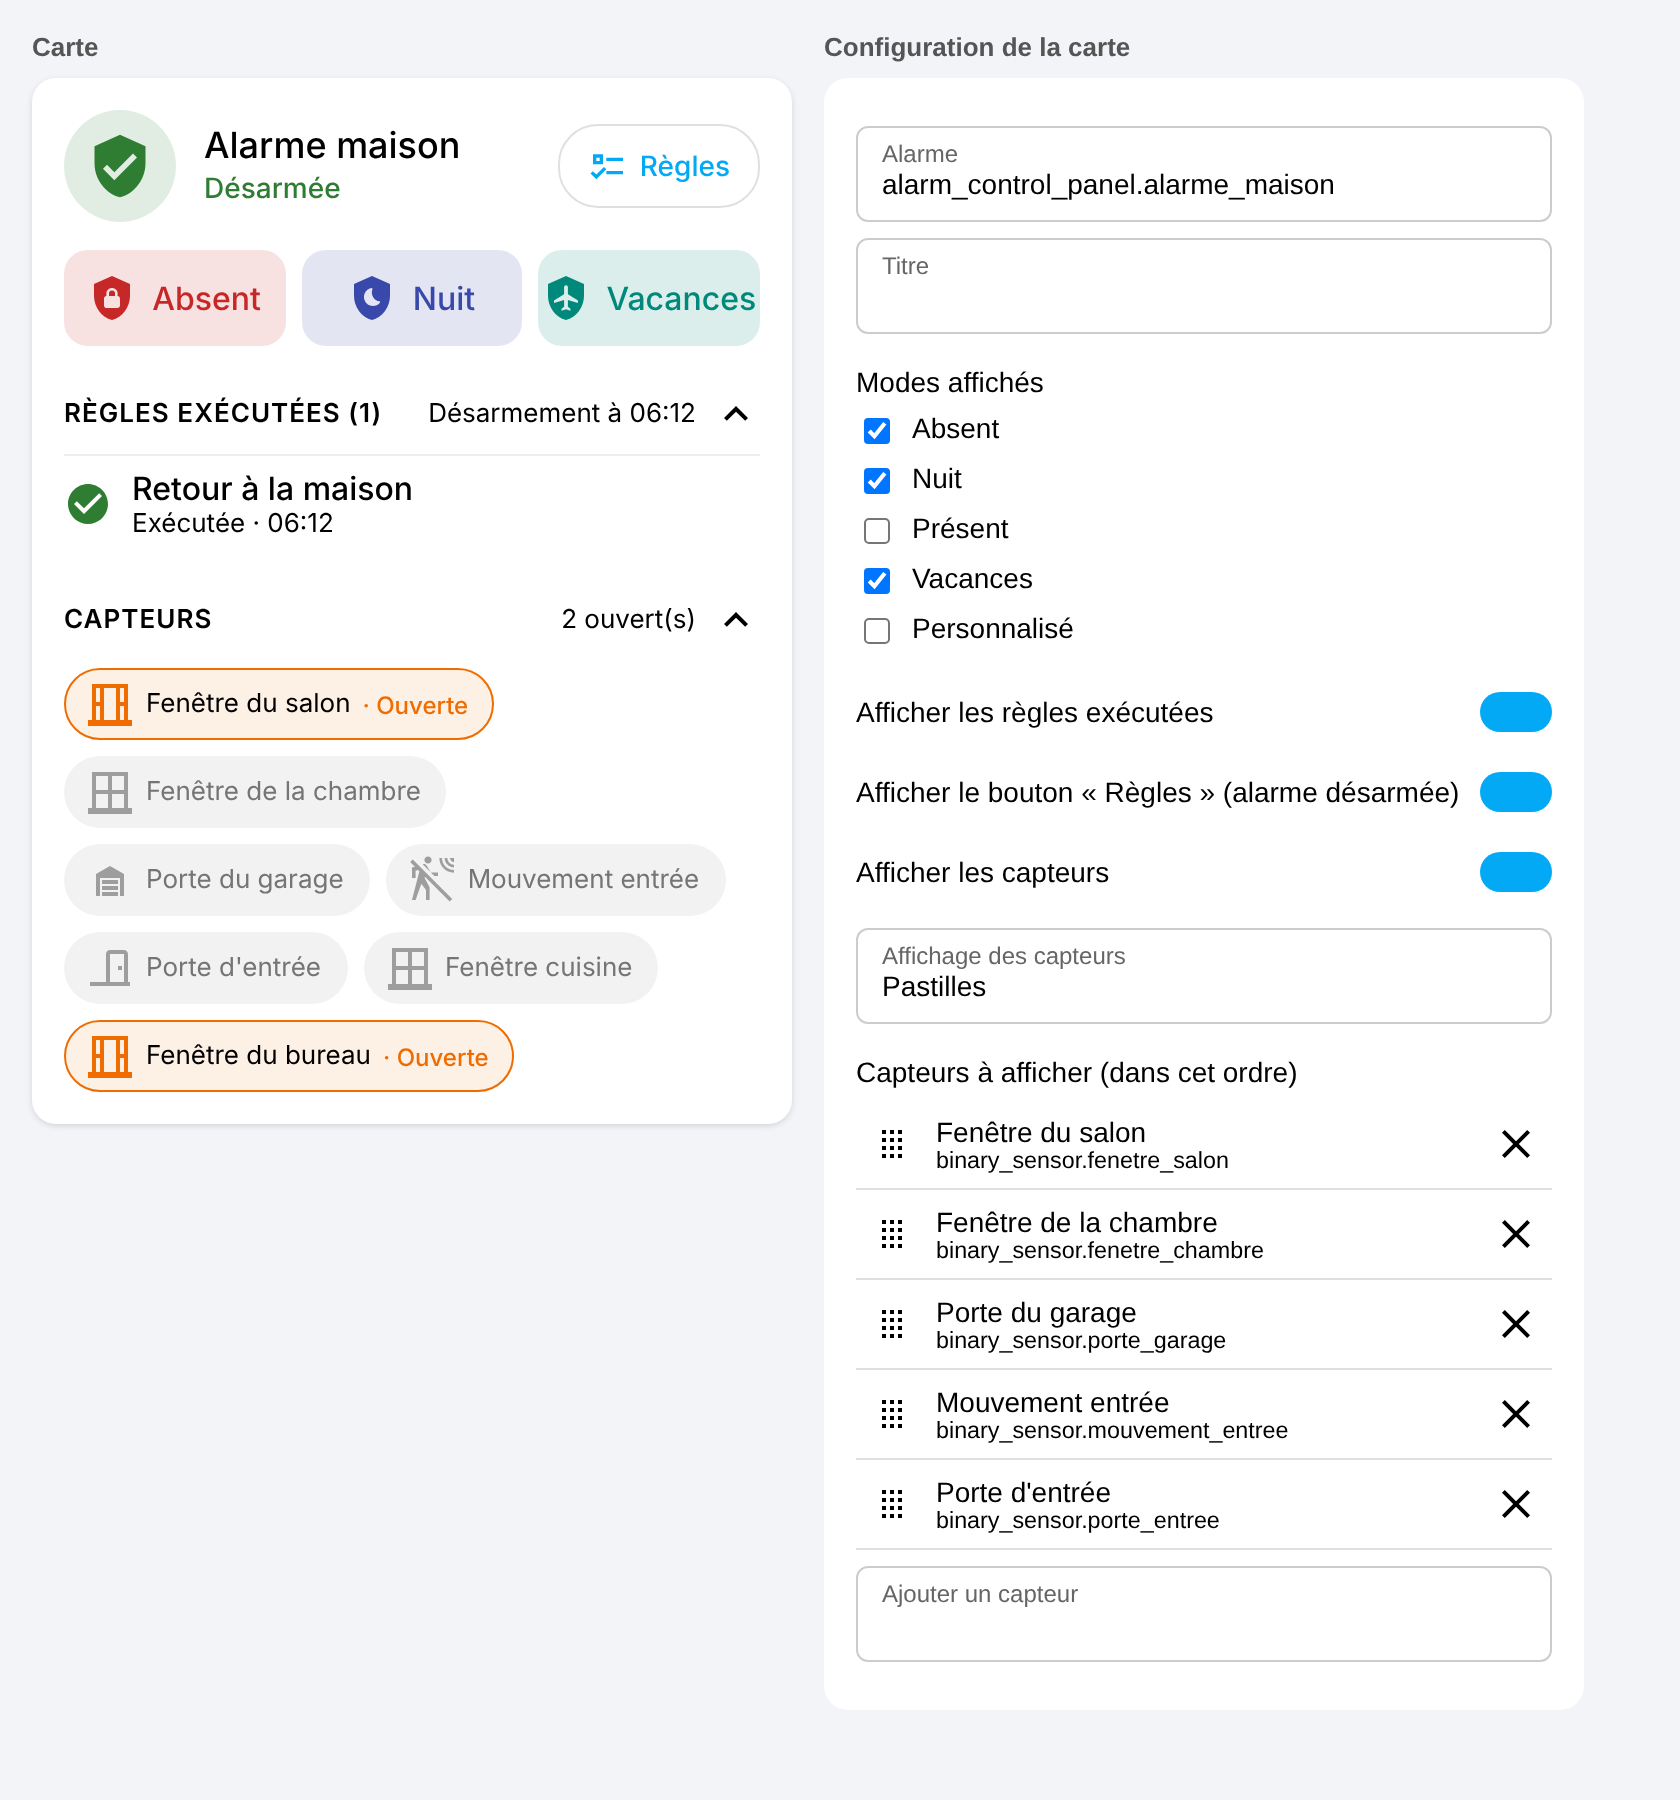 Carte
Alarme maison
Désarmée
Règles
Absent
Nuit
Vacances
RÈGLES EXÉCUTÉES (1)
Désarmement à 06:12
Retour à la maison
Exécutée · 06:12
CAPTEURS
2 ouvert(s)
Fenêtre du salon · Ouverte
Fenêtre de la chambre
Porte du garage
Mouvement entrée
Porte d'entrée
Fenêtre cuisine
Fenêtre du bureau · Ouverte
Configuration de la carte
Alarme
alarm_control_panel.alarme_maison
Titre
Modes affichés
Absent
Nuit
Présent
Vacances
Personnalisé
Afficher les règles exécutées
Afficher le bouton « Règles » (alarme désarmée)
Afficher les capteurs
Affichage des capteurs
Pastilles
Capteurs à afficher (dans cet ordre)
Fenêtre du salon
binary_sensor.fenetre_salon
Fenêtre de la chambre
binary_sensor.fenetre_chambre
Porte du garage
binary_sensor.porte_garage
Mouvement entrée
binary_sensor.mouvement_entree
Porte d'entrée
binary_sensor.porte_entree
Ajouter un capteur